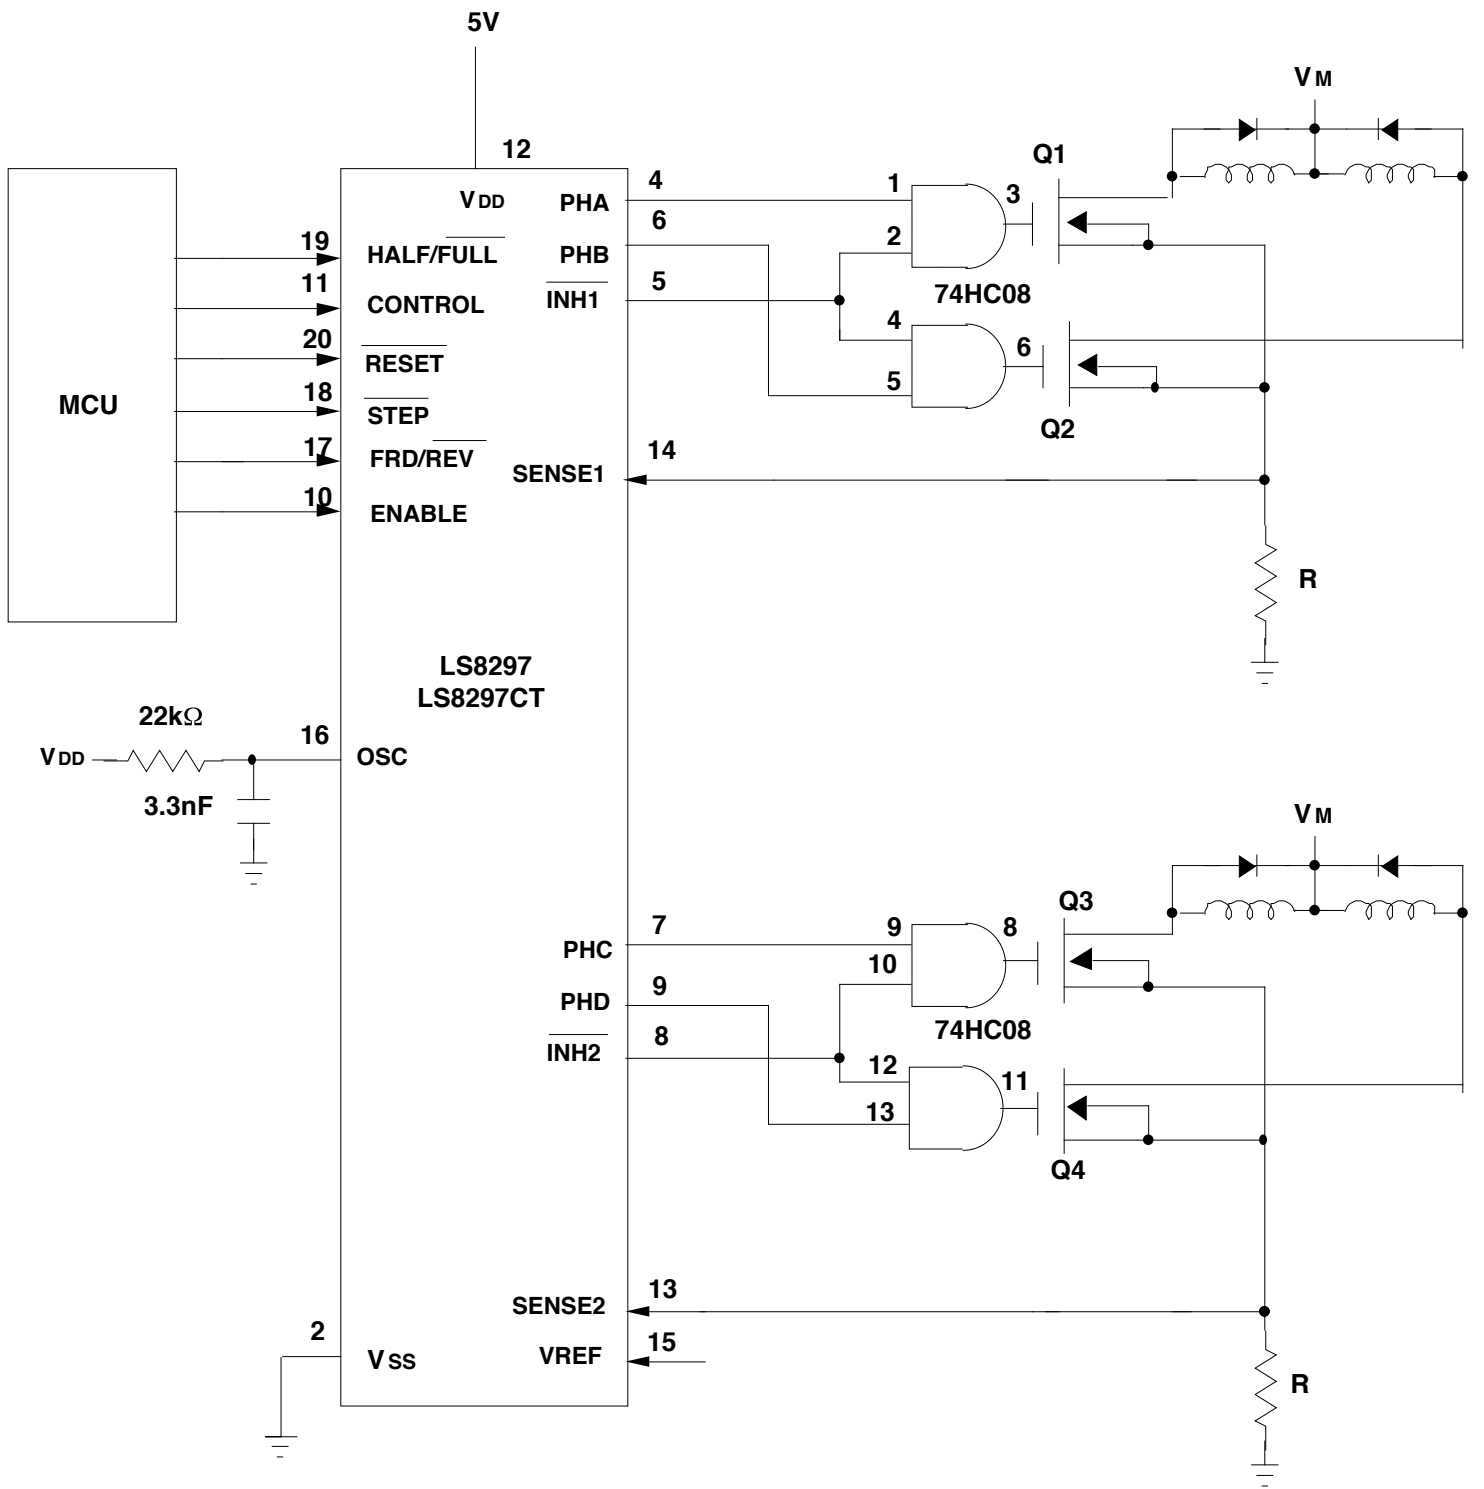 5V
12
VDD
MCU
19
HALF/FULL
11
CONTROL
20
RESET
18
STEP
17
FRD/REV
10
ENABLE
PHA
4
PHB
6
INH1
5
SENSE1
14
1
2
3
74HC08
4
5
6
Q1
Q2
VM
R
LS8297
LS8297CT
22kΩ
VDD
3.3nF
16
OSC
PHC
7
PHD
9
INH2
8
9
10
8
74HC08
12
13
11
Q3
Q4
VM
SENSE2
13
VREF
15
R
2
VSS